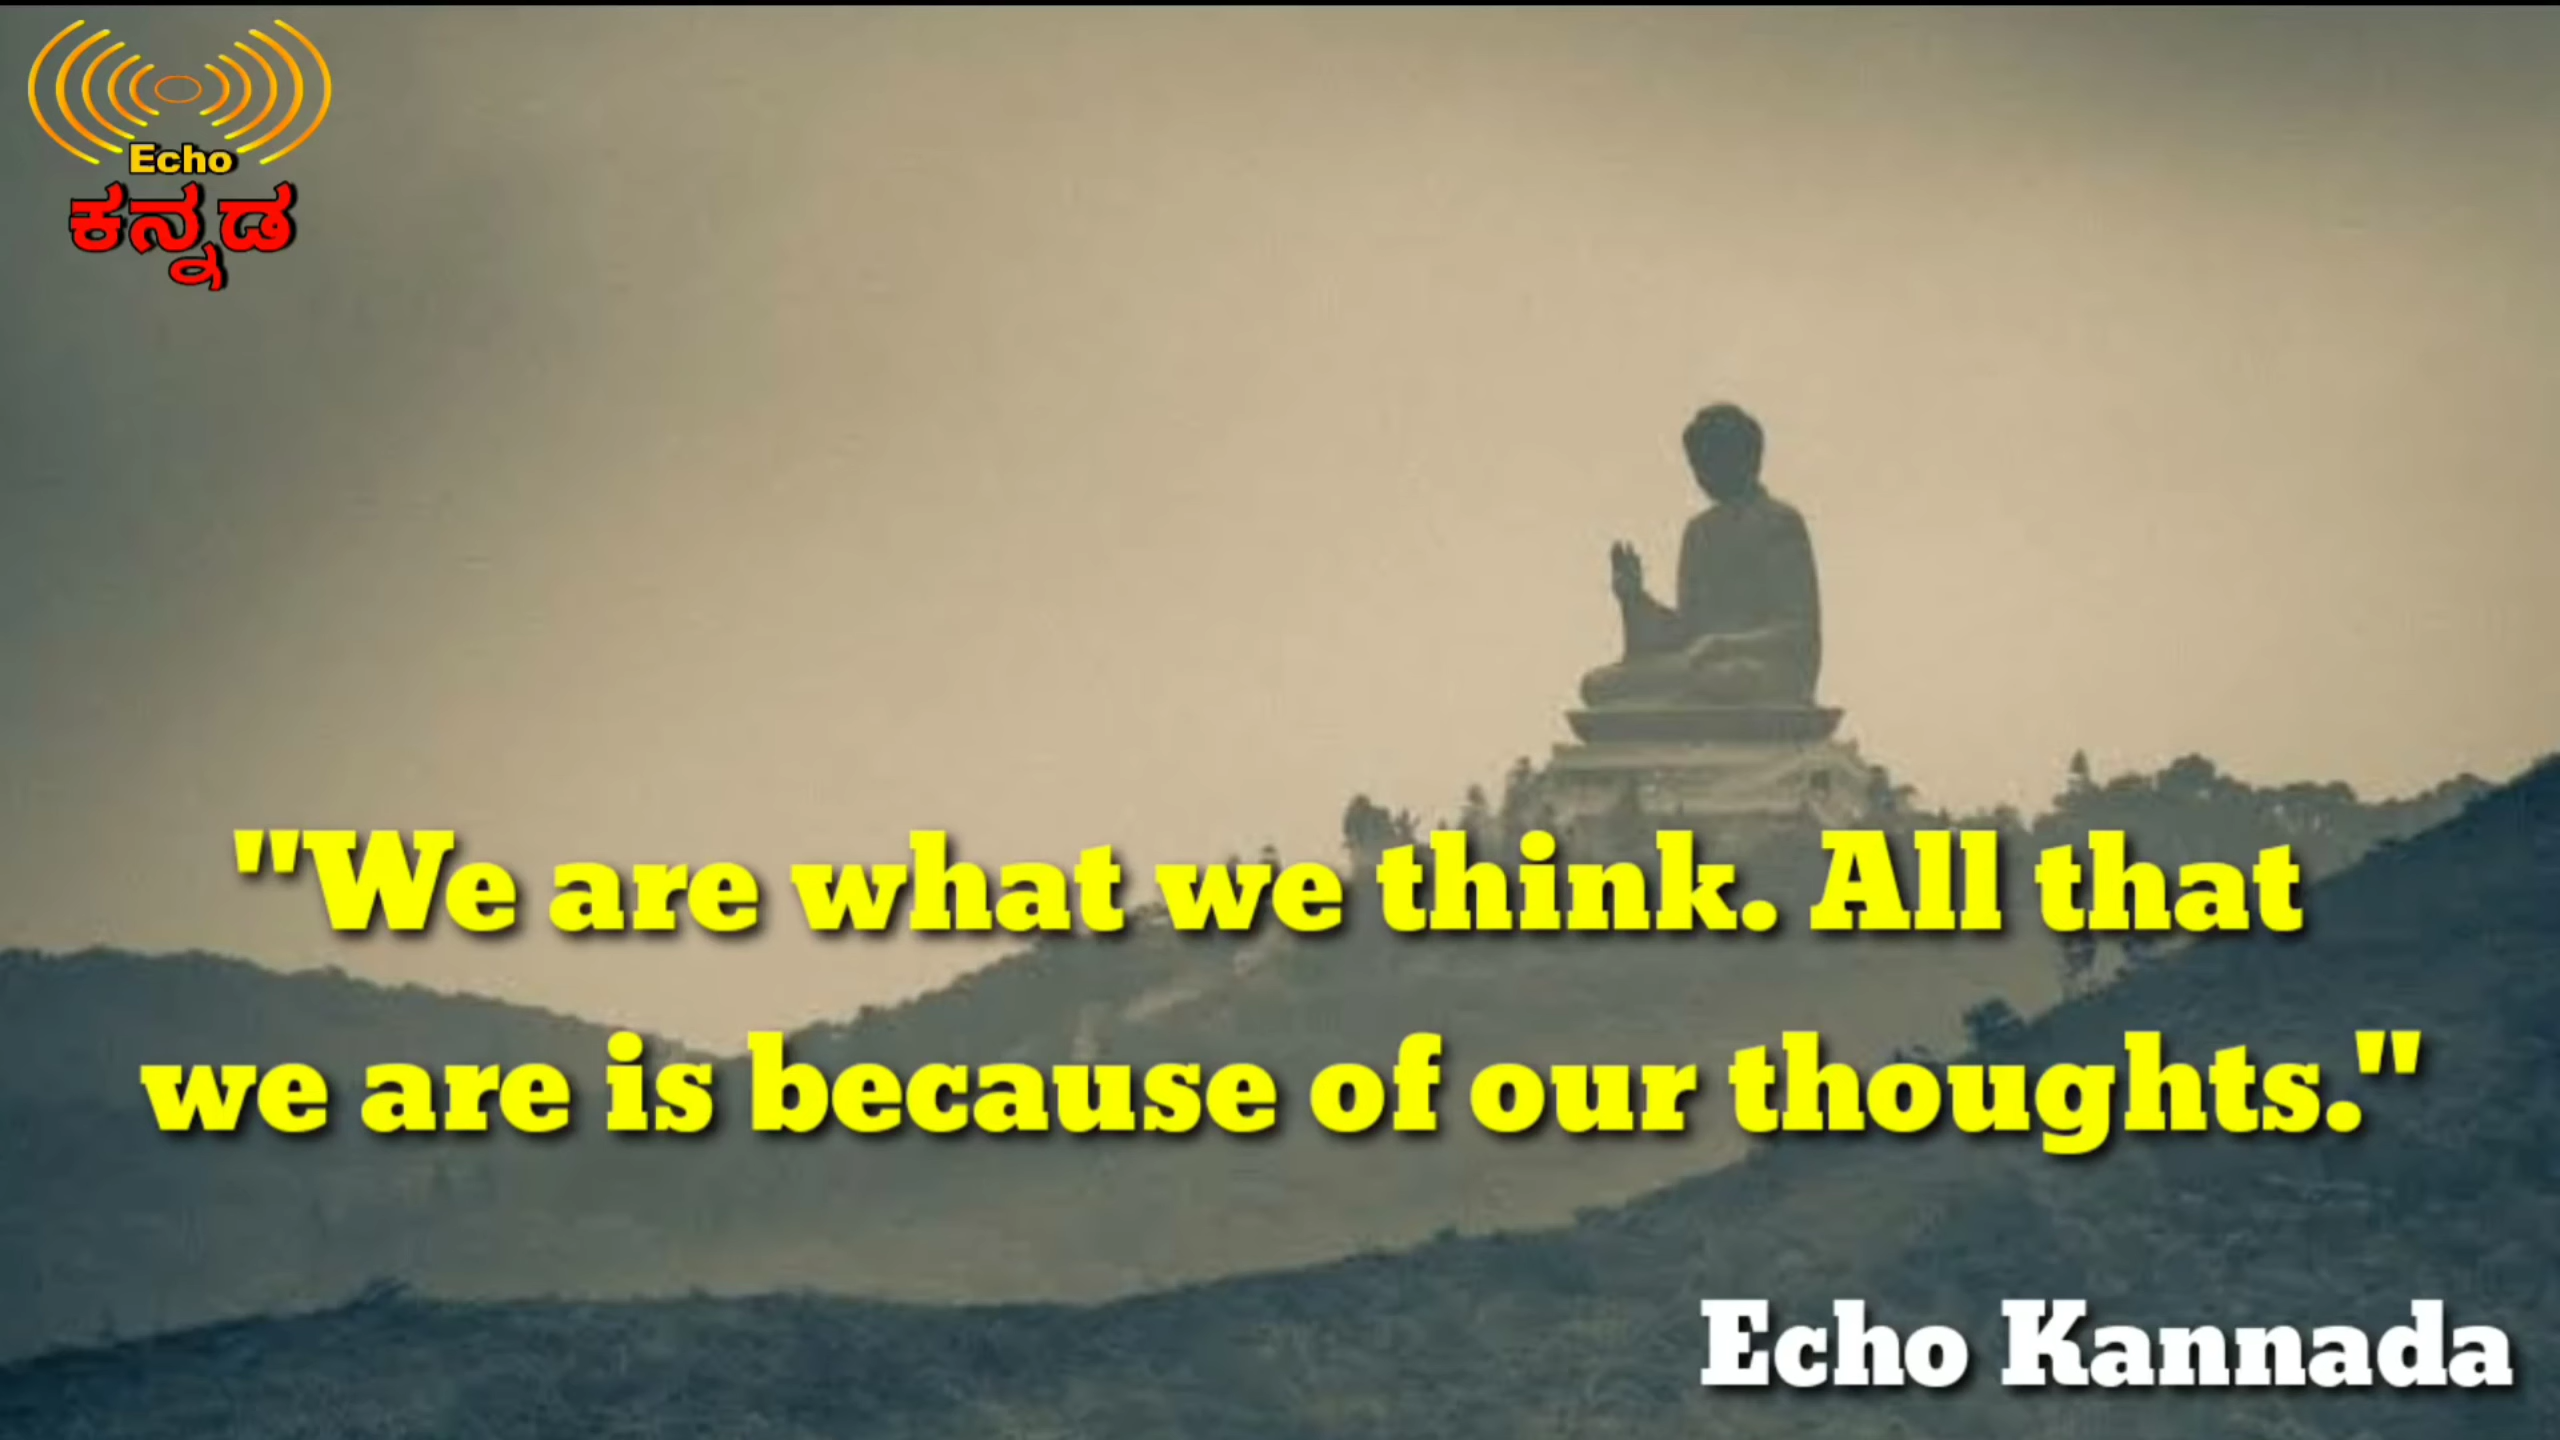 Echo
ಕನ್ನಡ
"We are what we think. All that
we are is because of our thoughts."
Echo Kannada